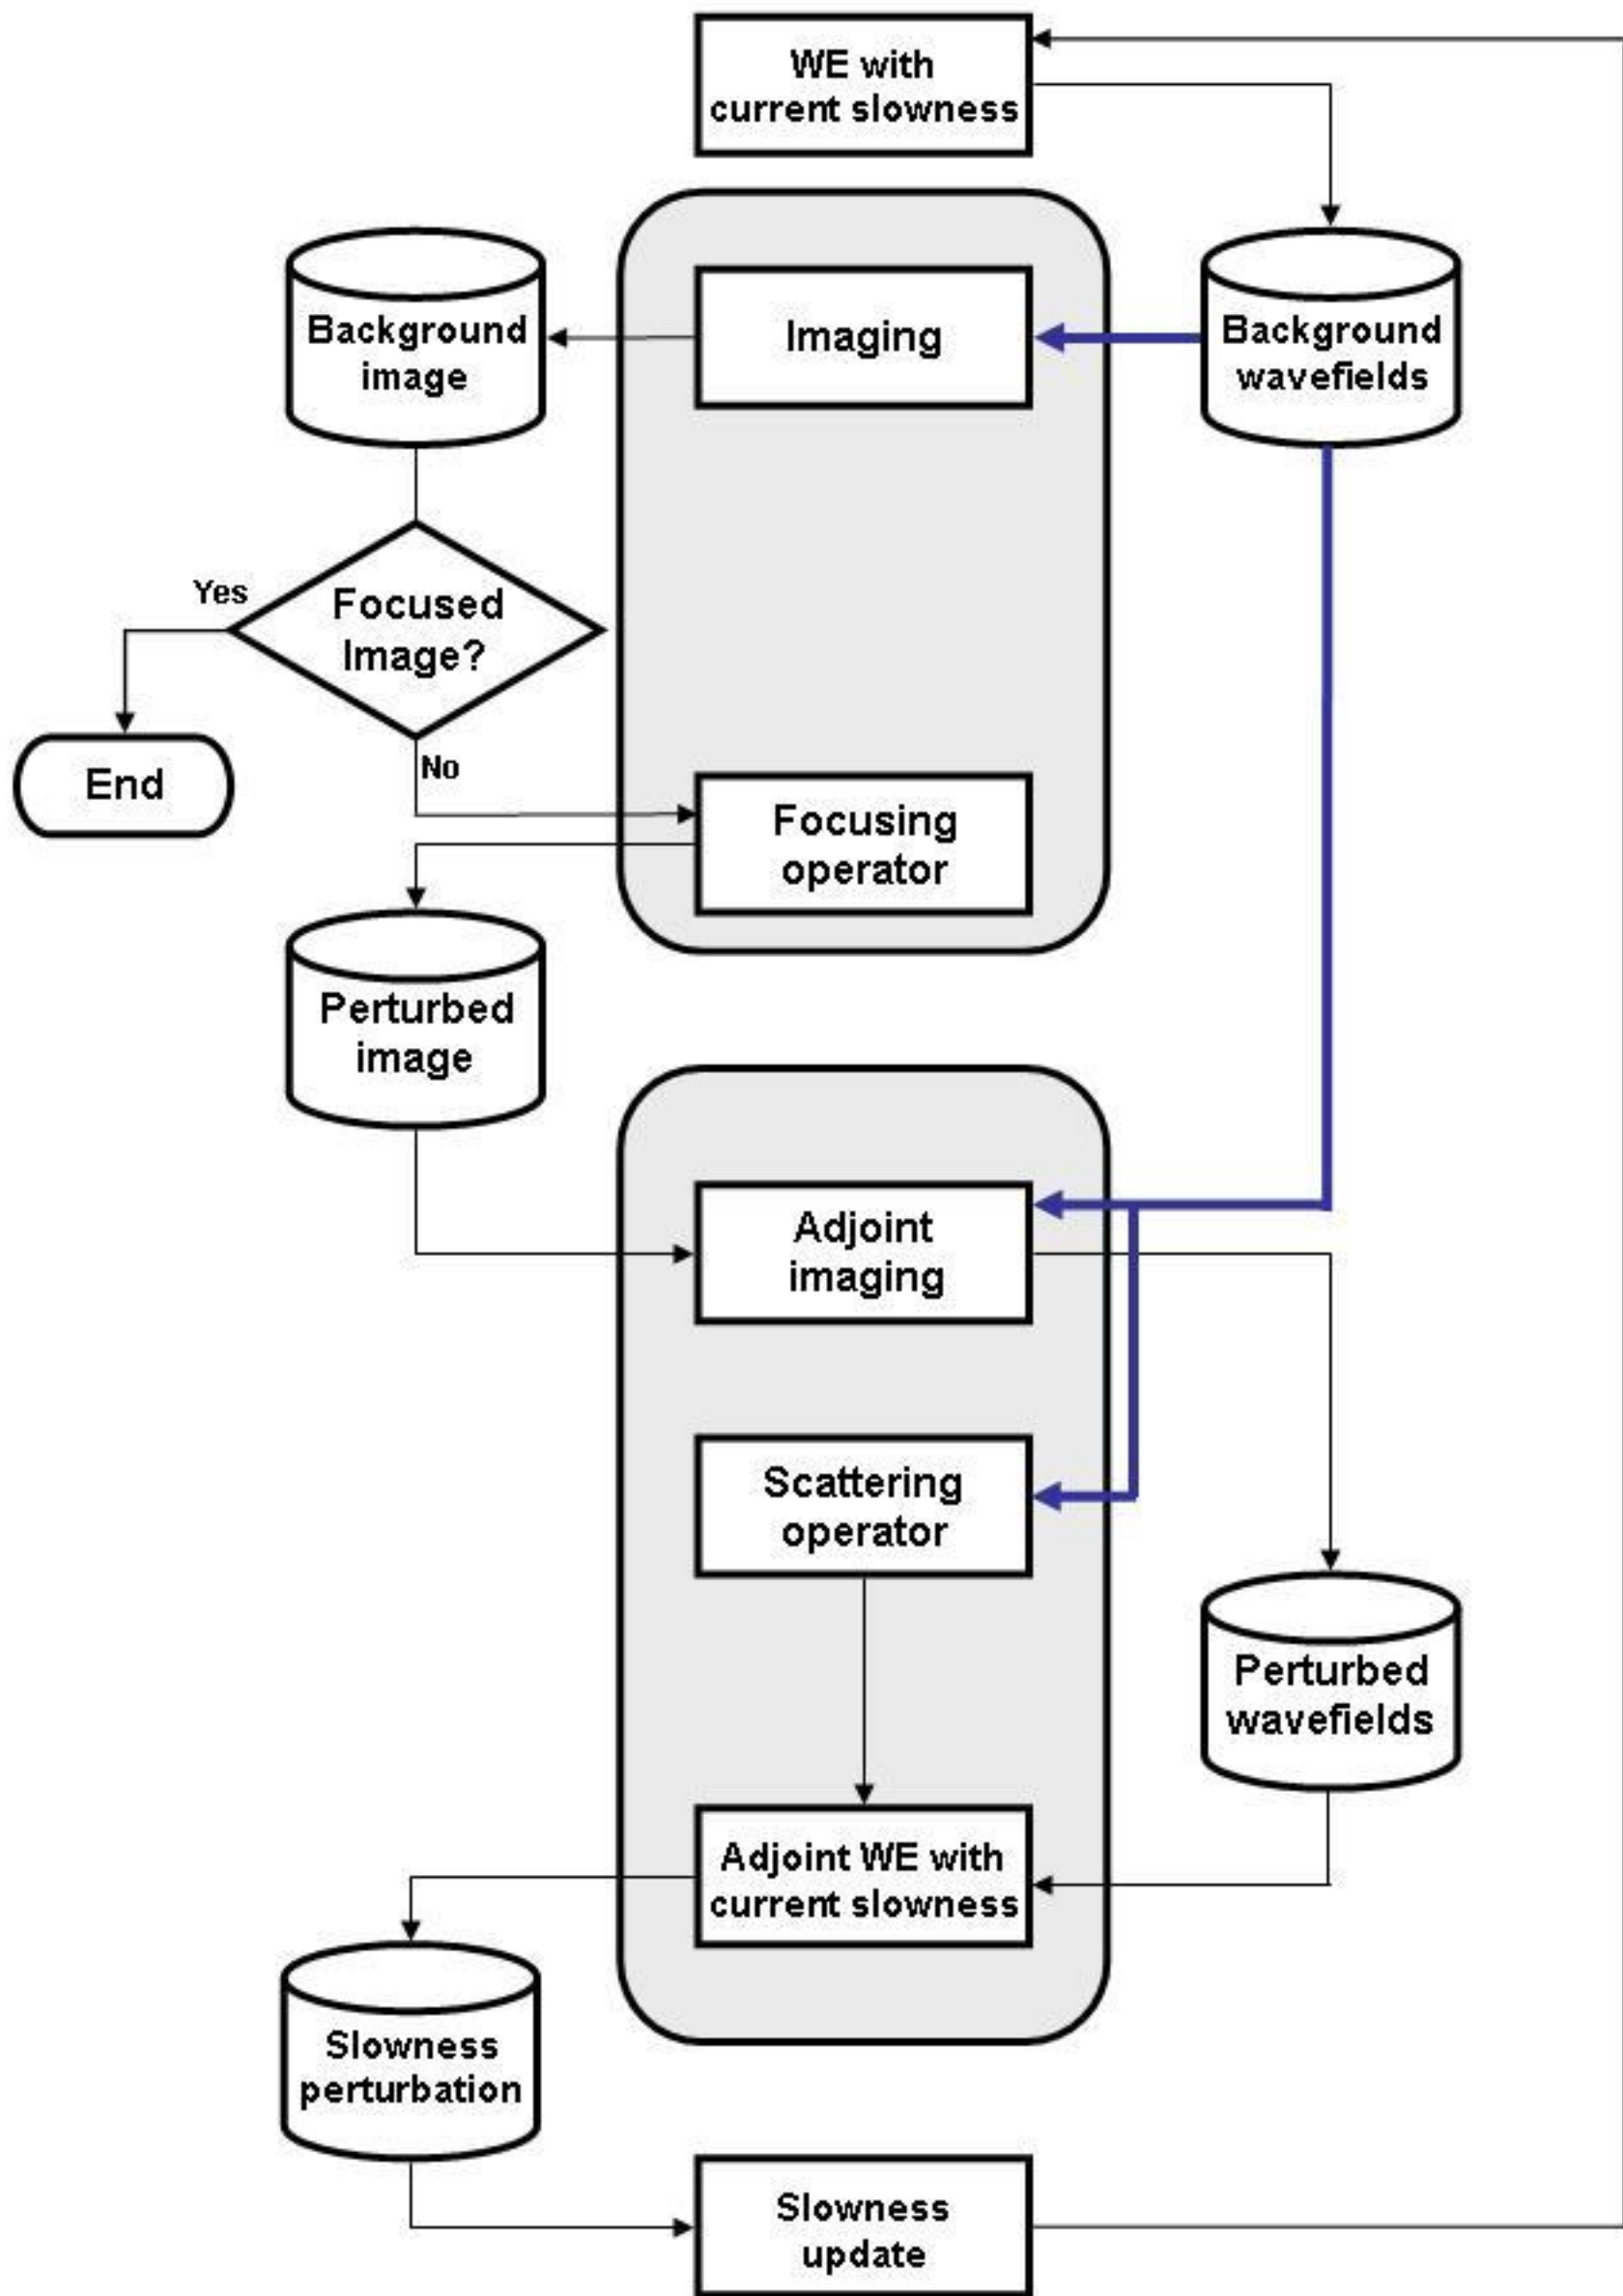 WE with
current slowness
Background
image
Imaging
Background
wavefields
Yes
Focused
Image?
End
No
Focusing
operator
Perturbed
image
Adjoint
imaging
Scattering
operator
Perturbed
wavefields
Adjoint WE with
current slowness
Slowness
perturbation
Slowness
update